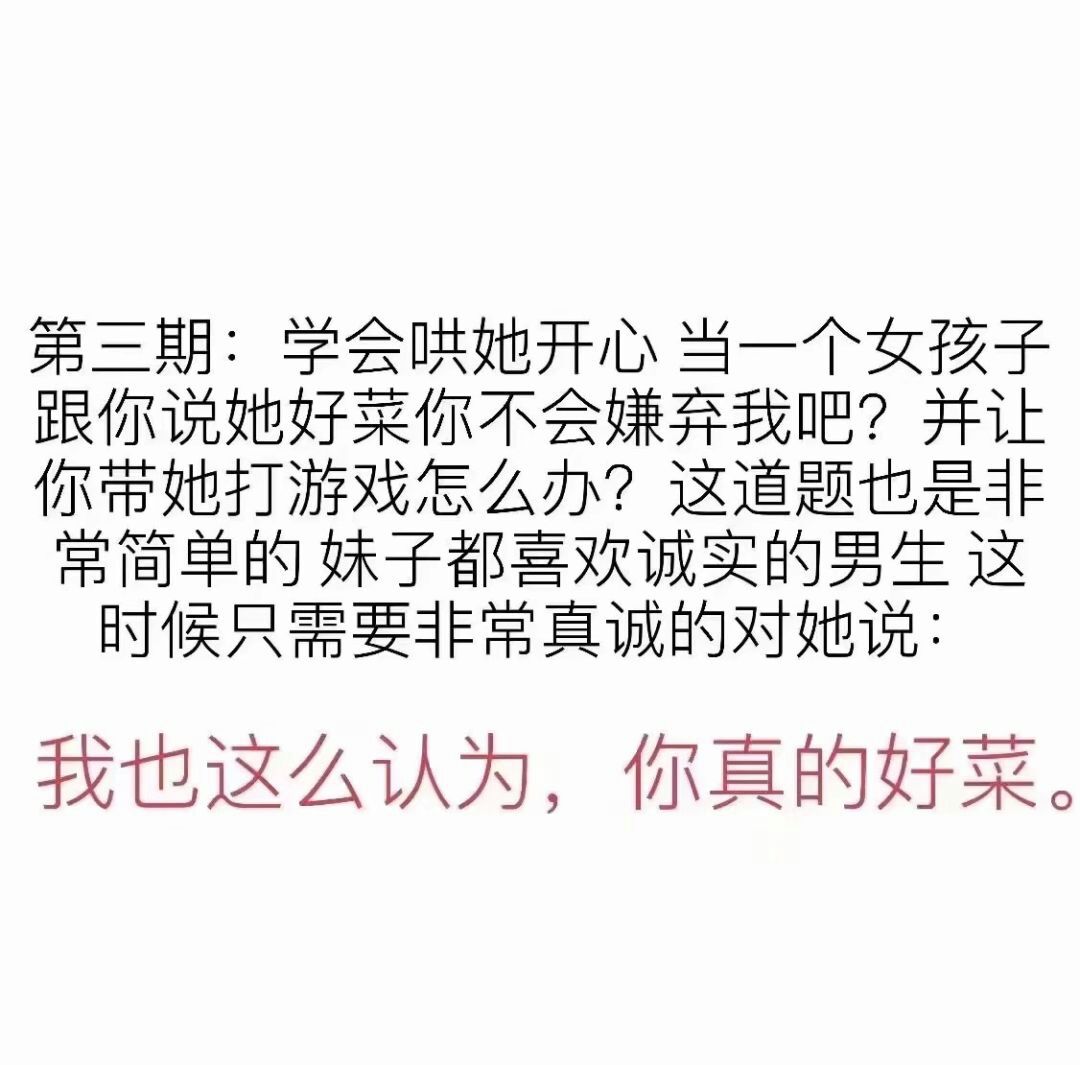 第三期：学会哄她开心 当一个女孩子
跟你说她好菜你不会嫌弃我吧？并让
你带她打游戏怎么办？这道题也是非
常简单的 妹子都喜欢诚实的男生 这
时候只需要非常真诚的对她说：
我也这么认为，你真的好菜。